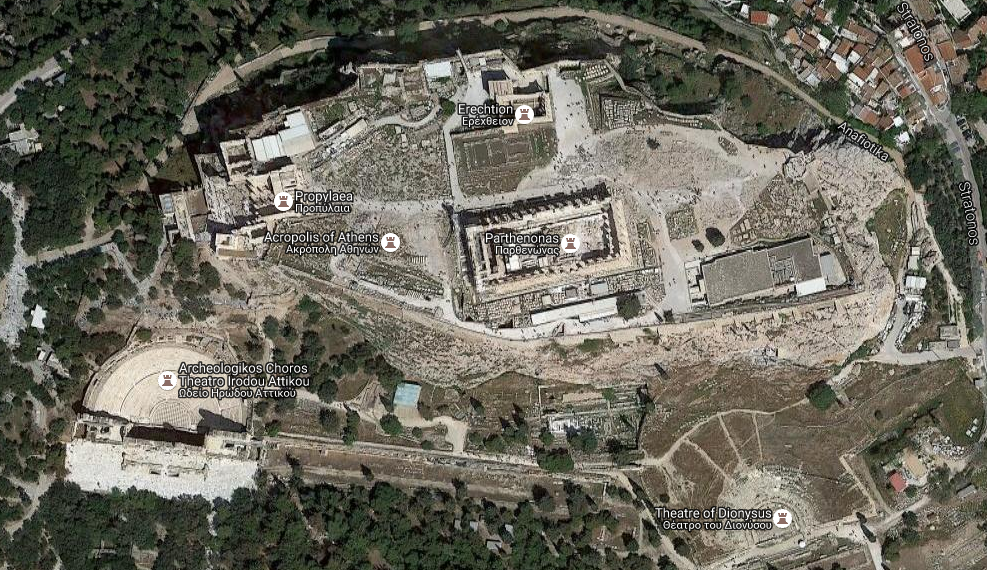 Stratonos
Erechtion
Ερέχθειον
Anafiotika
Propylaea
Προπύλαια
Stratonos
Acropolis of Athens
Ακρόπολη Αθηνών
Parthenonas
Παρθενώνας
Archeologikos Choros
Theatro Irodou Attikou
Ωδείο Ηρώδου Αττικού
Theatre of Dionysus
Θέατρο του Διονύσου